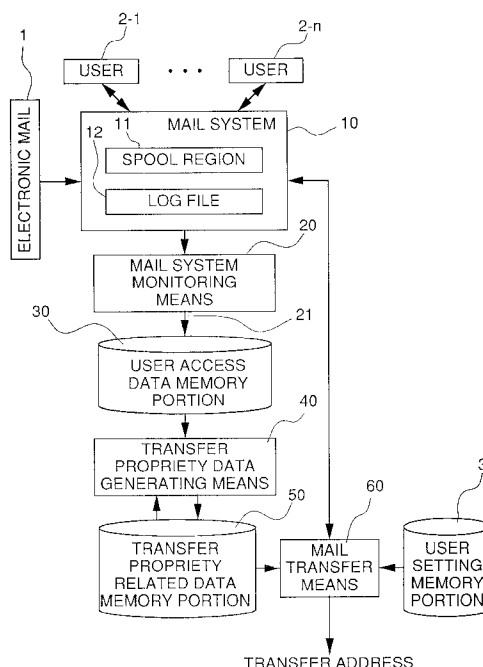 2-1
2-n
1
USER
. . .
USER
ELECTRONIC MAIL
MAIL SYSTEM
10
11
SPOOL REGION
12
LOG FILE
20
MAIL SYSTEM
MONITORING
MEANS
21
30
USER ACCESS
DATA MEMORY
PORTION
40
TRANSFER
PROPRIETY DATA
GENERATING MEANS
50
60
3
TRANSFER
PROPRIETY
RELATED DATA
MEMORY PORTION
MAIL
TRANSFER
MEANS
USER
SETTING
MEMORY
PORTION
TRANSFER ADDRESS